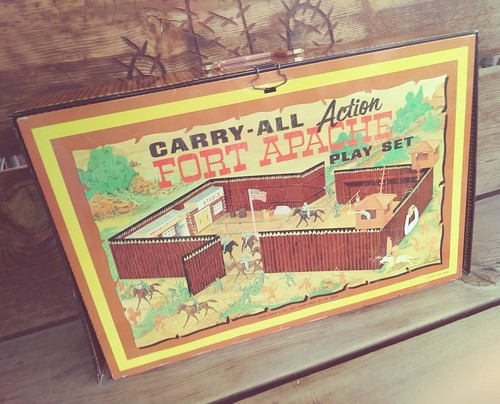 CARRY-ALL Action
FORT APACHE
PLAY SET